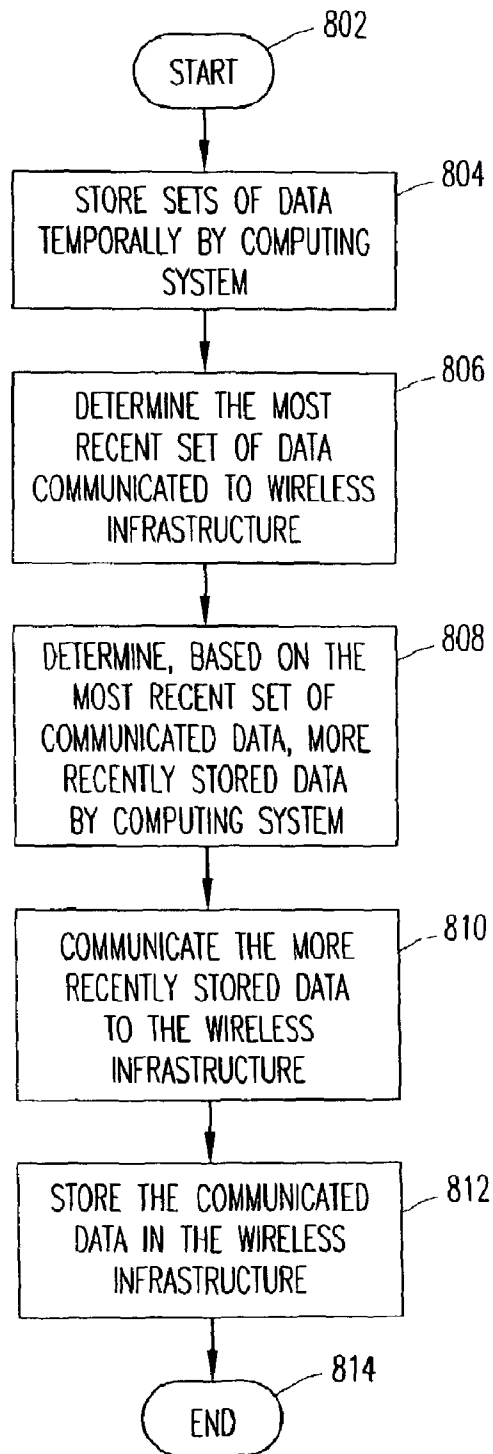 802
START
804
STORE SETS OF DATA
TEMPORALLY BY COMPUTING
SYSTEM
806
DETERMINE THE MOST
RECENT SET OF DATA
COMMUNICATED TO WIRELESS
INFRASTRUCTURE
808
DETERMINE, BASED ON THE
MOST RECENT SET OF
COMMUNICATED DATA, MORE
RECENTLY STORED DATA
BY COMPUTING SYSTEM
810
COMMUNICATE THE MORE
RECENTLY STORED DATA
TO THE WIRELESS
INFRASTRUCTURE
812
STORE THE COMMUNICATED
DATA IN THE WIRELESS
INFRASTRUCTURE
814
END